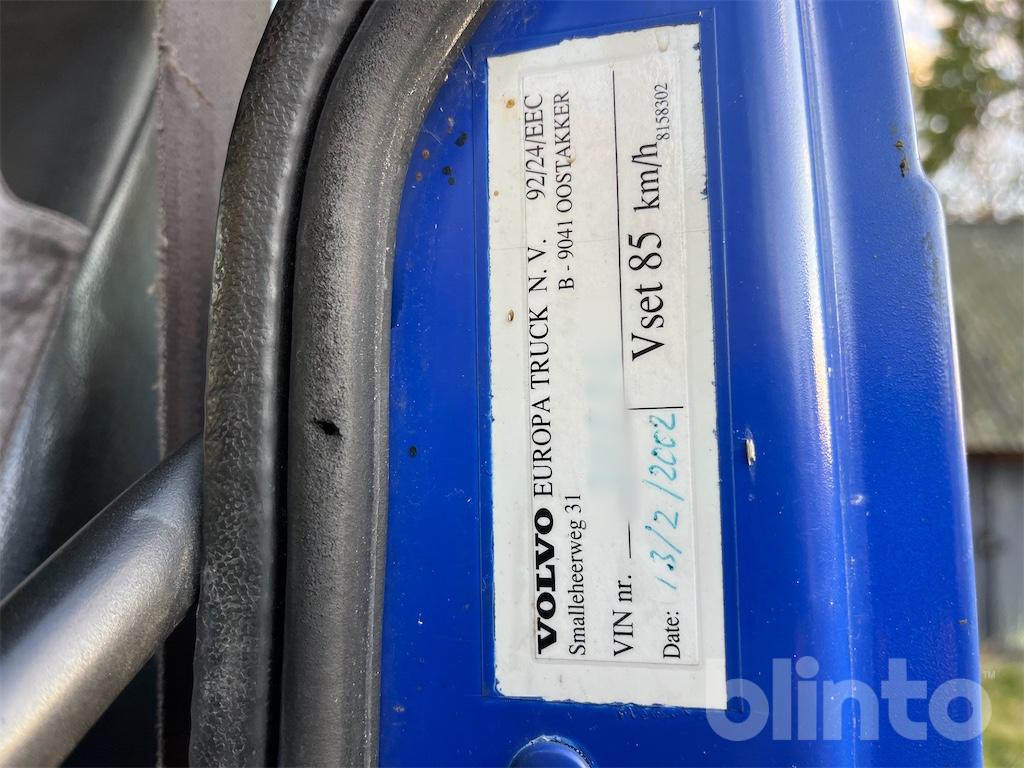 VOLVO EUROPA TRUCK N. V. 92/24/EEC
Smalleheerweg 31 B - 9041 OOSTAKKER
VIN nr.
Date: 13/2/2002 Vset 85 km/h 8158302
blinto™